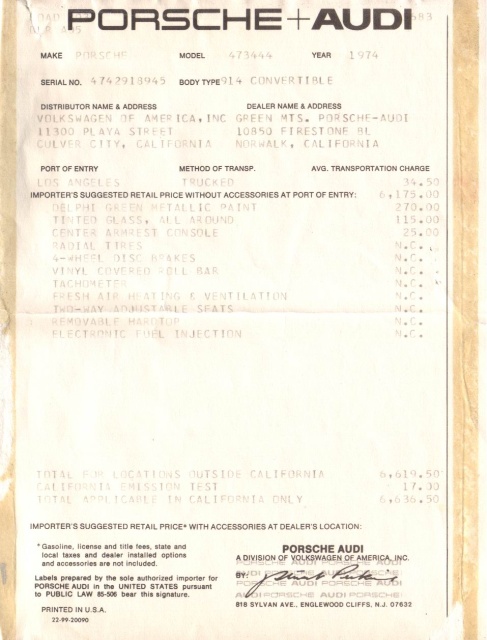 LOAD
683
PORSCHE+AUDI
MAKE PORSCHE MODEL 473444 YEAR 1974
SERIAL NO. 4742918945 BODY TYPE 914 CONVERTIBLE
DISTRIBUTOR NAME & ADDRESS DEALER NAME & ADDRESS
VOLKSWAGEN OF AMERICA, INC GREEN MTS. PORSCHE-AUDI
11300 PLAYA STREET 10850 FIRESTONE BL
CULVER CITY, CALIFORNIA NORWALK, CALIFORNIA
PORT OF ENTRY METHOD OF TRANSP. AVG. TRANSPORTATION CHARGE
LOS ANGELES TRUCKED 34.50
IMPORTER'S SUGGESTED RETAIL PRICE WITHOUT ACCESSORIES AT PORT OF ENTRY: 6,175.00
DELPHI GREEN METALLIC PAINT 270.00
TINTED GLASS, ALL AROUND 115.00
CENTER ARMREST CONSOLE 25.00
RADIAL TIRES N.C.
4-WHEEL DISC BRAKES N.C.
VINYL COVERED ROLL BAR N.C.
TACHOMETER N.C.
FRESH AIR HEATING & VENTILATION N.C.
TWO-WAY ADJUSTABLE SEATS N.C.
REMOVABLE HARDTOP N.C.
ELECTRONIC FUEL INJECTION N.C.
TOTAL FOR LOCATIONS OUTSIDE CALIFORNIA 6,619.50
CALIFORNIA EMISSION TEST 17.00
TOTAL APPLICABLE IN CALIFORNIA ONLY 6,636.50
IMPORTER'S SUGGESTED RETAIL PRICE* WITH ACCESSORIES AT DEALER'S LOCATION:
*Gasoline, license and title fees, state and
local taxes and dealer installed options
and accessories are not included.
Labels prepared by the sole authorized importer for
PORSCHE AUDI in the UNITED STATES pursuant
to PUBLIC LAW 85-506 bear this signature.
PRINTED IN U.S.A.
22-99-20090
PORSCHE AUDI
A DIVISION OF VOLKSWAGEN OF AMERICA, INC.
BY:
818 SYLVAN AVE., ENGLEWOOD CLIFFS, N.J. 07632